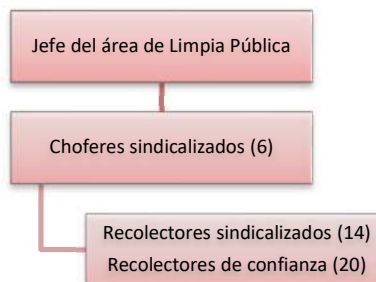 Jefe del área de Limpia Pública
Choferes sindicalizados (6)
Recolectores sindicalizados (14)
Recolectores de confianza (20)